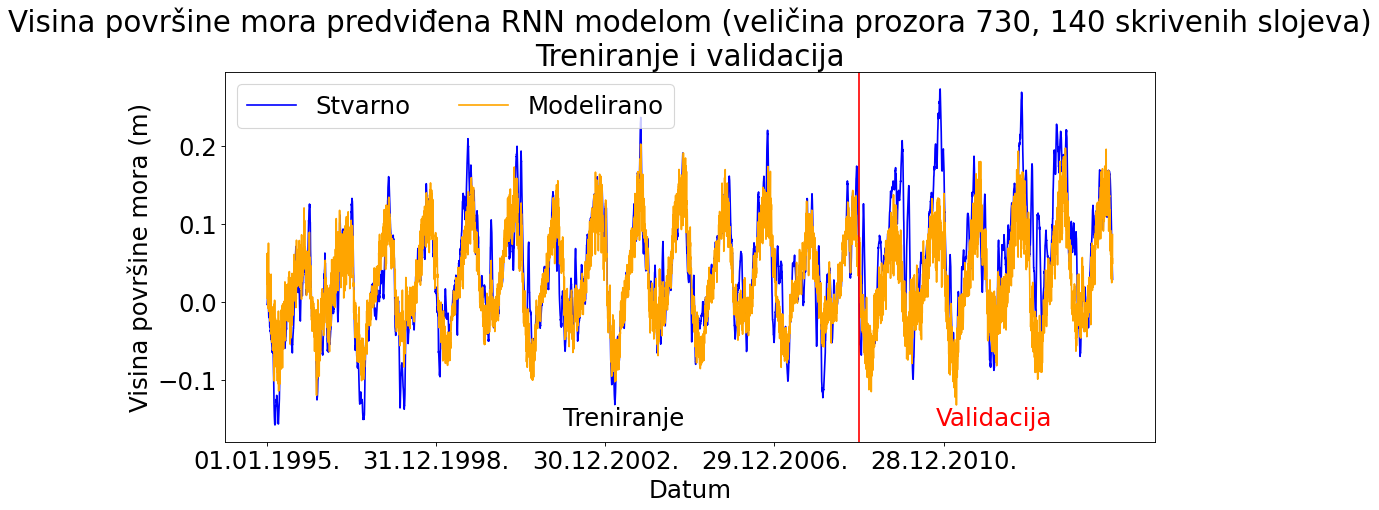 Visina površine mora predviđena RNN modelom (veličina prozora 730, 140 skrivenih slojeva)
Treniranje i validacija
Stvarno
Modelirano
Visina površine mora (m)
0.2
0.1
0.0
−0.1
Treniranje
Validacija
01.01.1995.
31.12.1998.
30.12.2002.
29.12.2006.
28.12.2010.
Datum